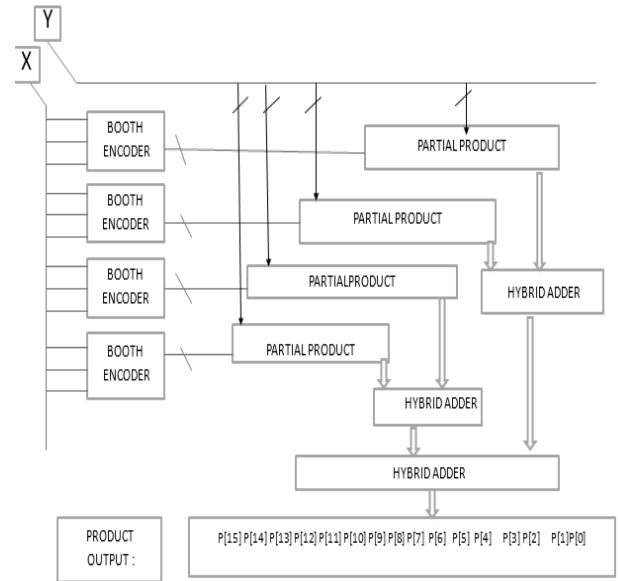 Y
X
BOOTH
ENCODER
PARTIAL PRODUCT
BOOTH
ENCODER
PARTIAL PRODUCT
BOOTH
ENCODER
PARTIALPRODUCT
HYBRID ADDER
BOOTH
ENCODER
PARTIAL PRODUCT
HYBRID ADDER
HYBRID ADDER
PRODUCT
OUTPUT :
P[15] P[14] P[13] P[12] P[11] P[10] P[9] P[8] P[7] P[6] P[5] P[4] P[3] P[2] P[1]P[0]